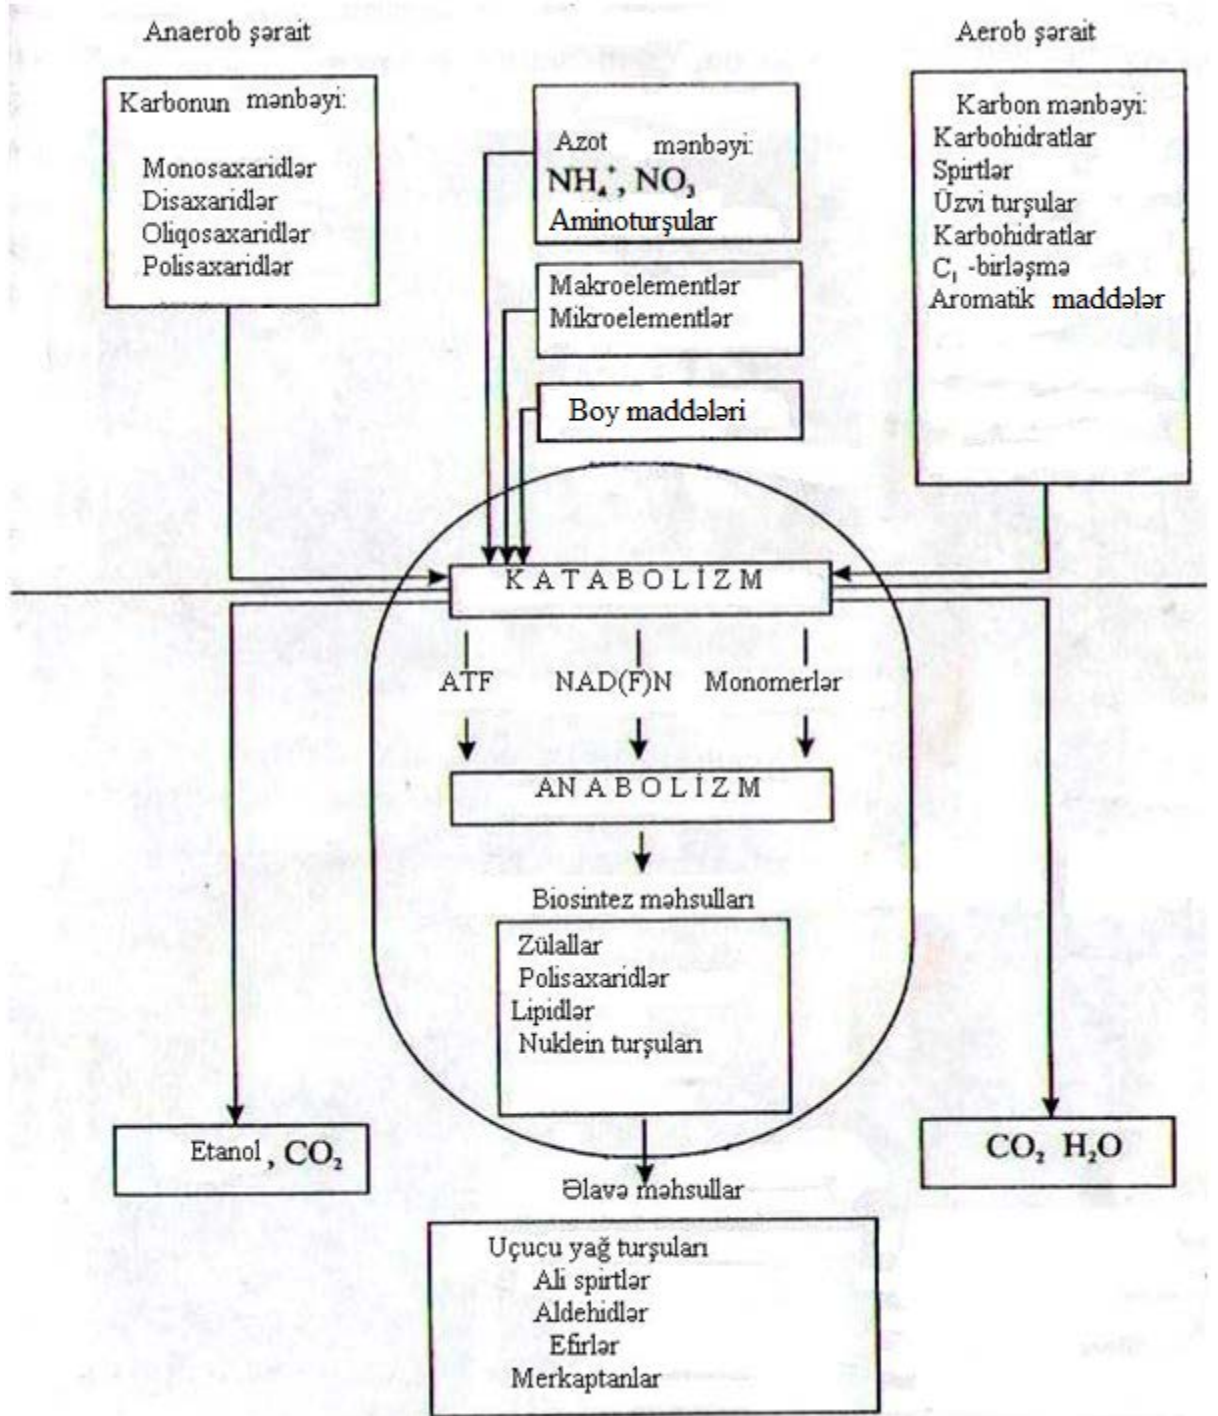 Anaerob şərait
Aerob şərait
Karbonun mənbəyi:
Monosaxaridlər
Disaxaridlər
Oliqosaxaridlər
Polisaxaridlər
Azot mənbəyi:
NH₄⁺, NO₃
Aminoturşular
Makroelementlər
Mikroelementlər
Boy maddələri
Karbon mənbəyi:
Karbohidratlar
Spirtlər
Üzvi turşular
Karbohidratlar
C₁ -birləşmə
Aromatik maddələr
KATABOLİZM
ATF NAD(F)N Monomerlər
ANABOLİZM
Biosintez məhsulları
Zülallar
Polisaxaridlər
Lipidlər
Nuklein turşuları
Etanol, CO₂
CO₂ H₂O
Əlavə məhsullar
Uçucu yağ turşuları
Ali spirtlər
Aldehidlər
Efirlər
Merkaptanlar